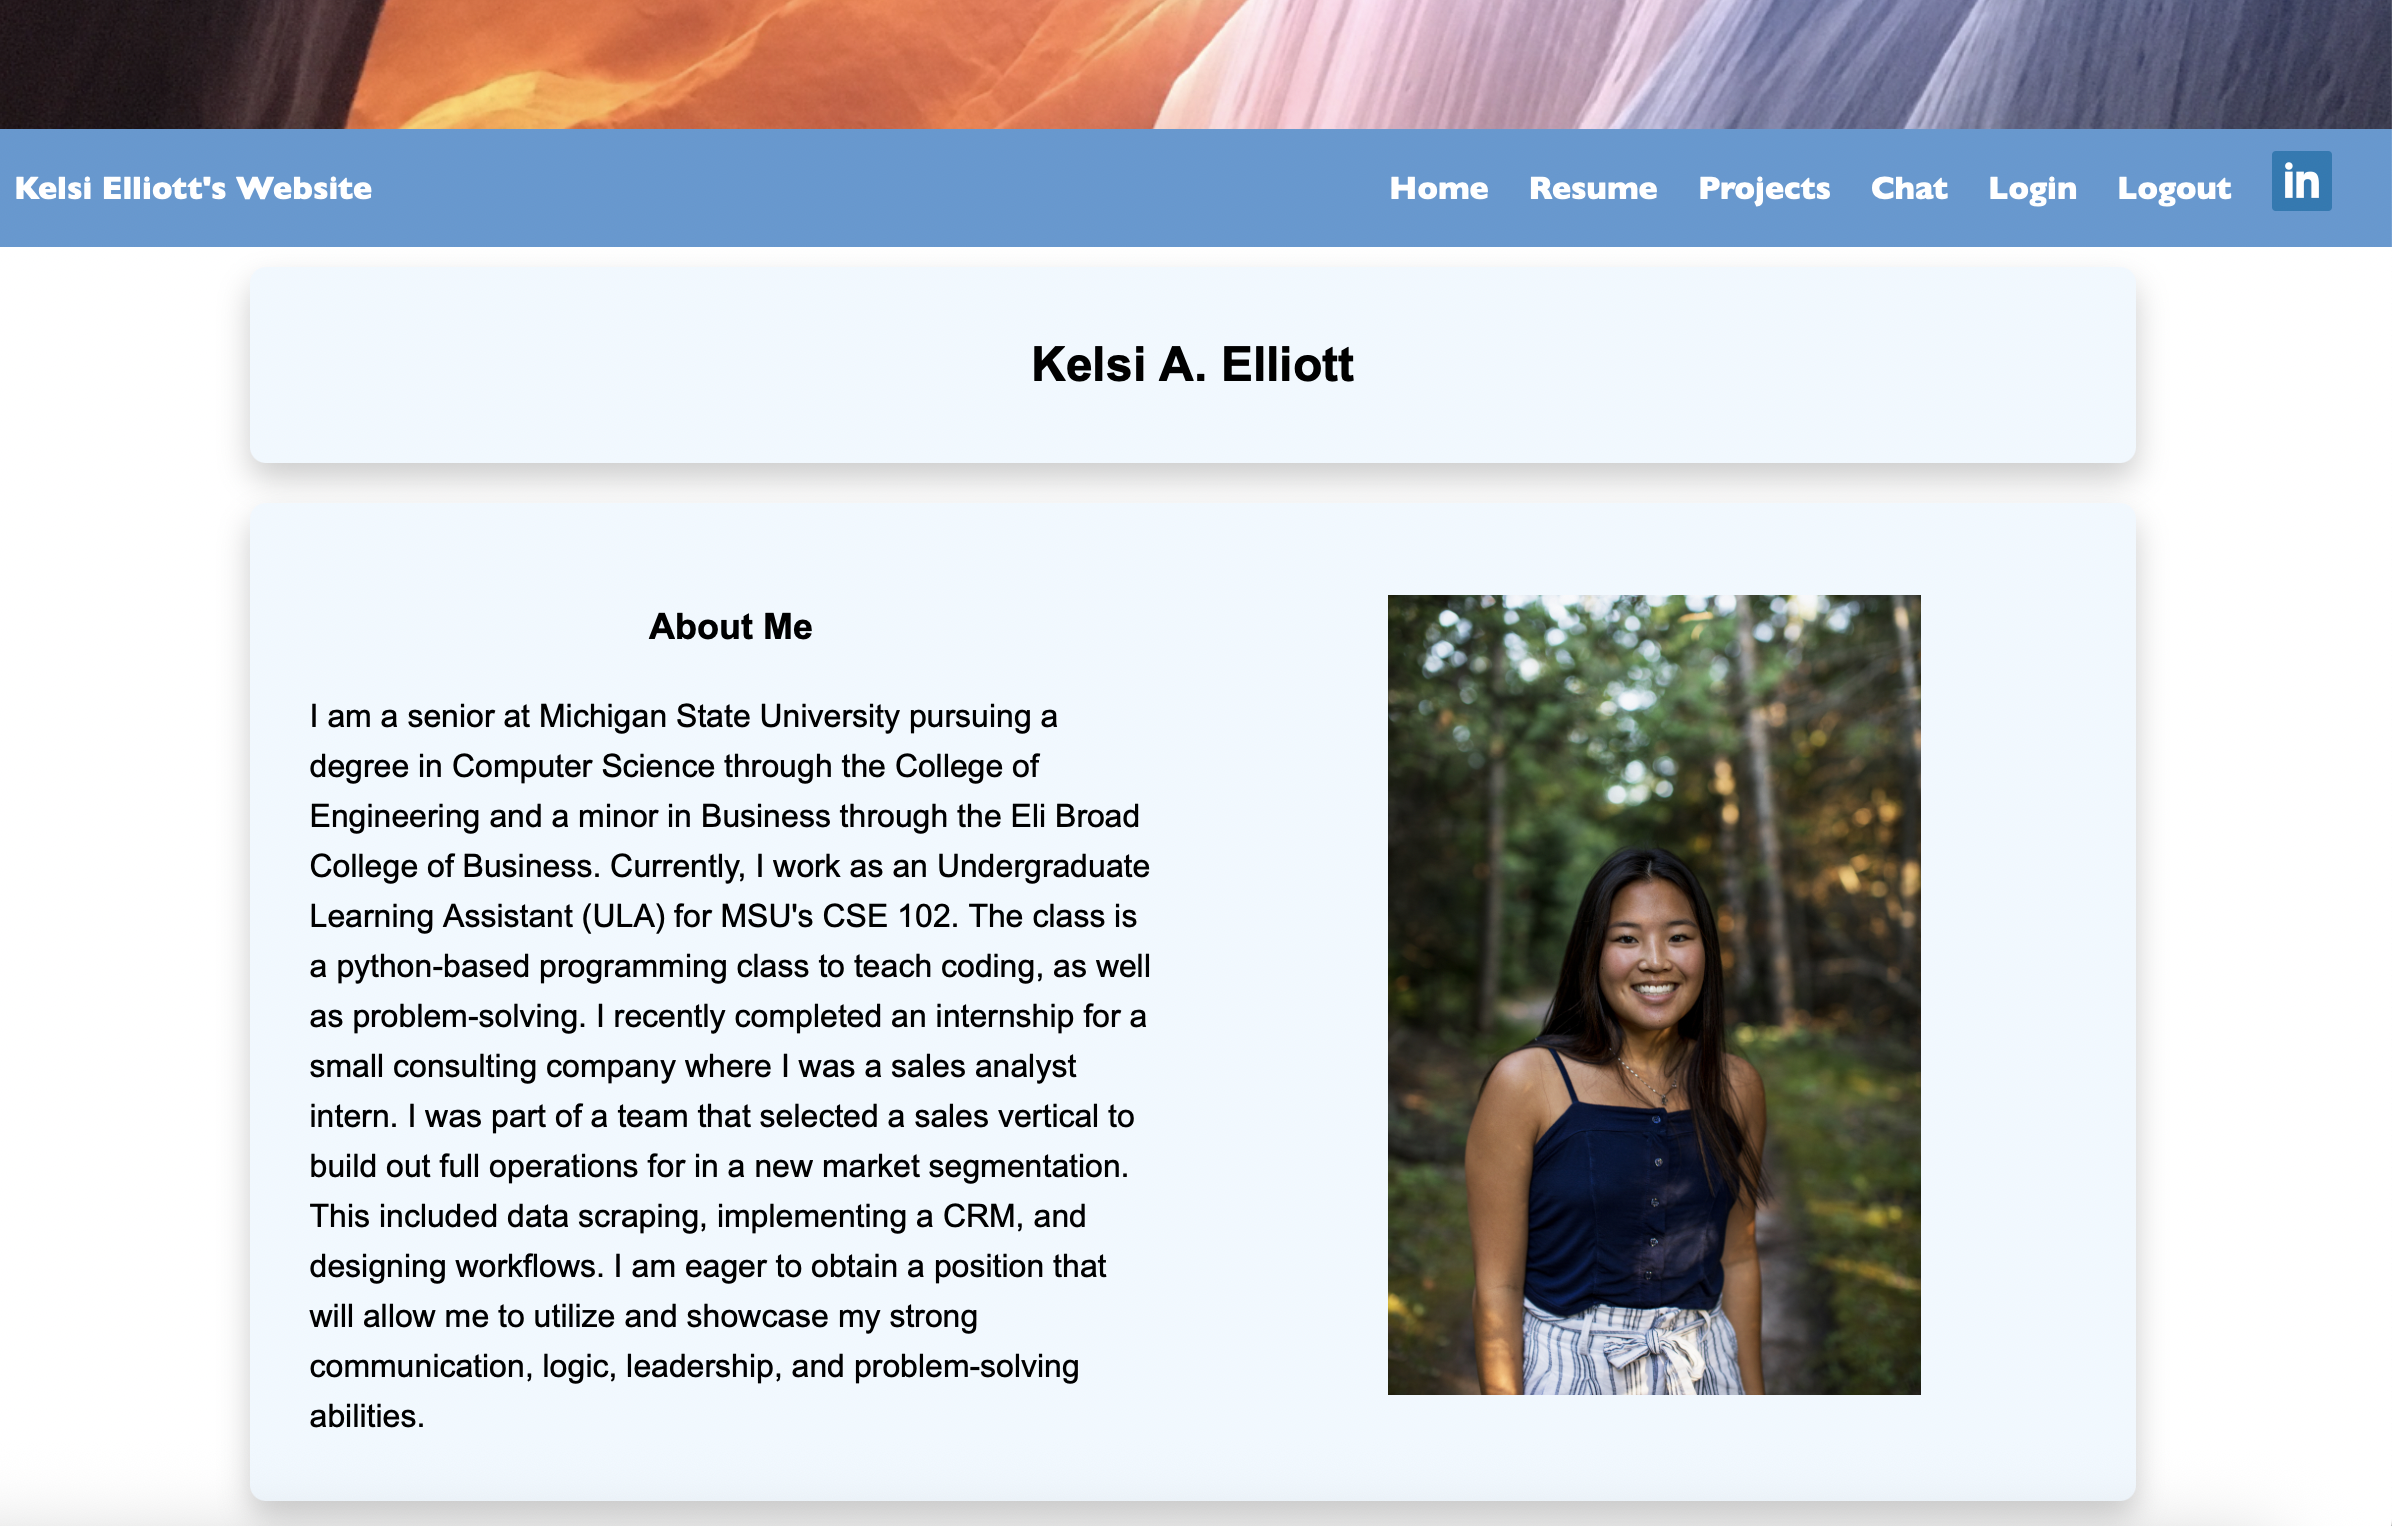 Kelsi Elliott's Website
Home Resume Projects Chat Login Logout in
Kelsi A. Elliott
About Me
I am a senior at Michigan State University pursuing a
degree in Computer Science through the College of
Engineering and a minor in Business through the Eli Broad
College of Business. Currently, I work as an Undergraduate
Learning Assistant (ULA) for MSU's CSE 102. The class is
a python-based programming class to teach coding, as well
as problem-solving. I recently completed an internship for a
small consulting company where I was a sales analyst
intern. I was part of a team that selected a sales vertical to
build out full operations for in a new market segmentation.
This included data scraping, implementing a CRM, and
designing workflows. I am eager to obtain a position that
will allow me to utilize and showcase my strong
communication, logic, leadership, and problem-solving
abilities.